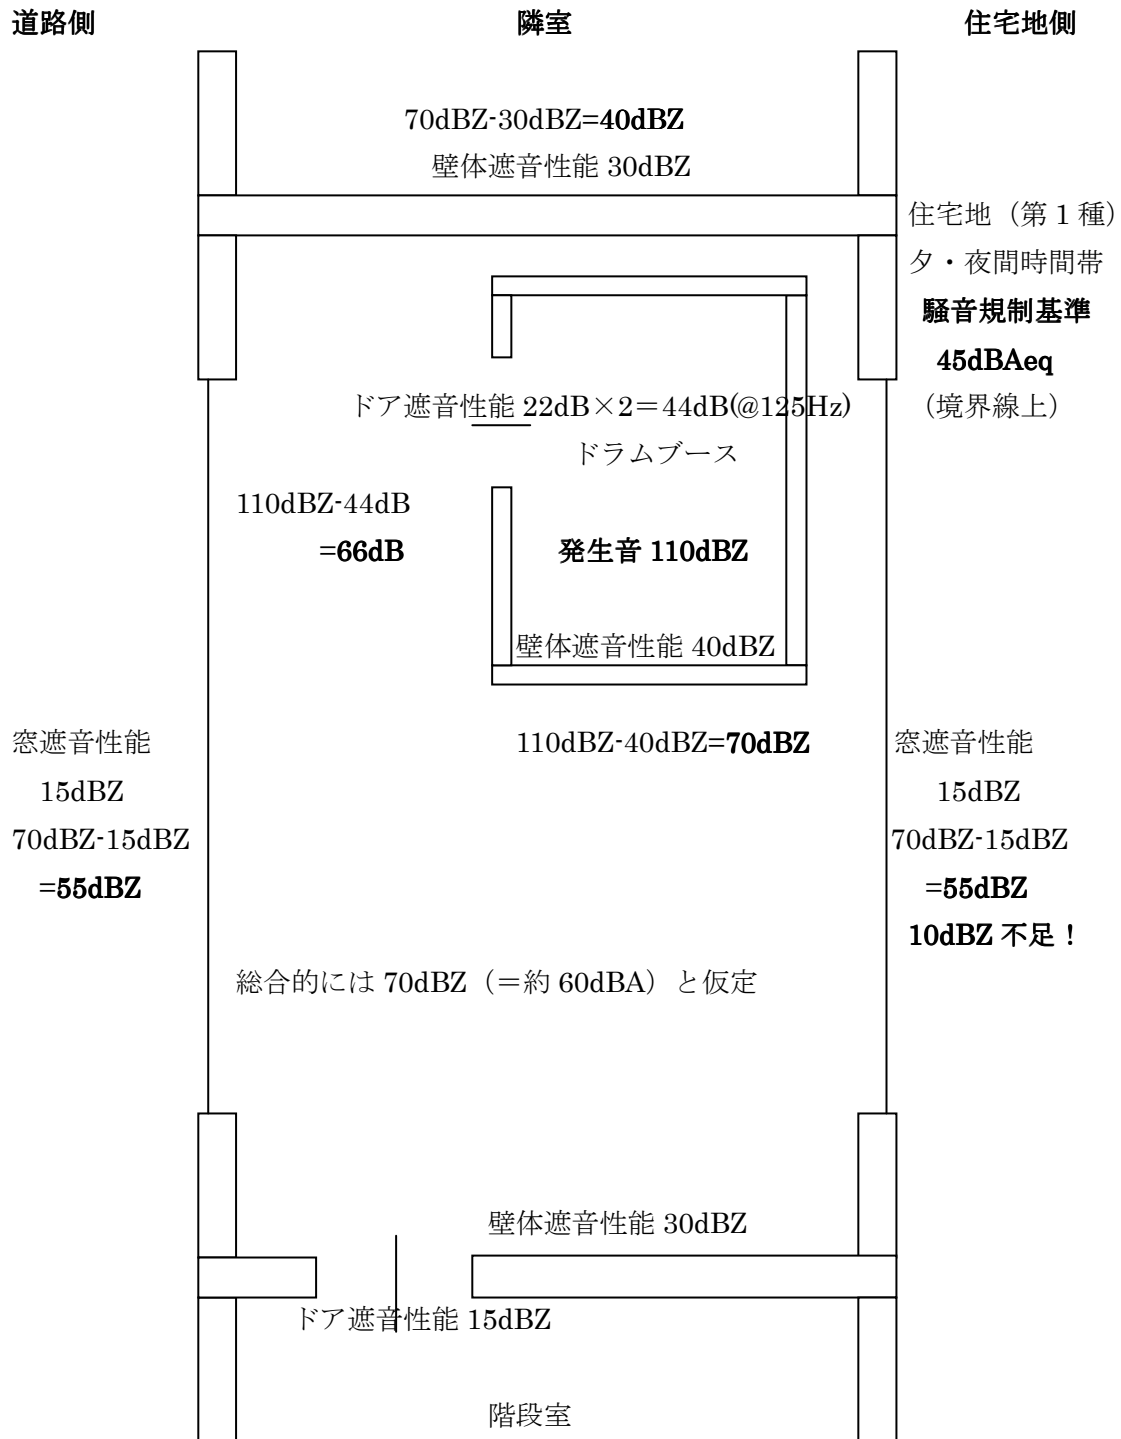 道路側
隣室
住宅地側
70dBZ-30dBZ=40dBZ
壁体遮音性能 30dBZ
住宅地（第 1 種）
夕・夜間時間帯
騒音規制基準
45dBAeq
（境界線上）
ドア遮音性能 22dB×2＝44dB(@125Hz)
ドラムブース
110dBZ-44dB
=66dB
発生音 110dBZ
壁体遮音性能 40dBZ
110dBZ-40dBZ=70dBZ
窓遮音性能
15dBZ
70dBZ-15dBZ
=55dBZ
窓遮音性能
15dBZ
70dBZ-15dBZ
=55dBZ
10dBZ 不足！
総合的には 70dBZ（＝約 60dBA）と仮定
壁体遮音性能 30dBZ
ドア遮音性能 15dBZ
階段室